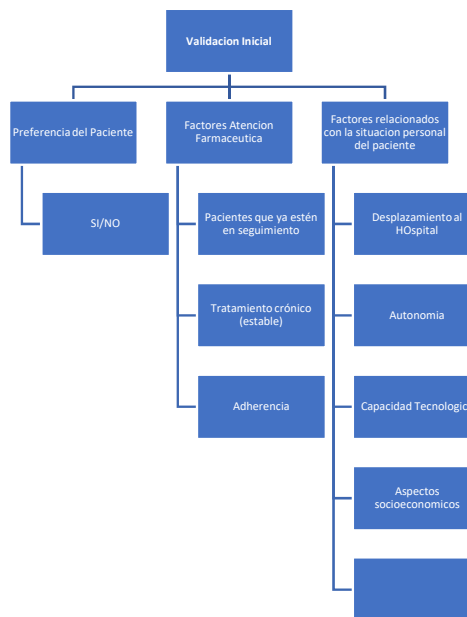 Validacion Inicial
Preferencia del Paciente
SI/NO
Factores Atencion
Farmaceutica
Pacientes que ya estén
en seguimiento
Tratamiento crónico
(estable)
Adherencia
Factores relacionados
con la situacion personal
del paciente
Desplazamiento al
HOspital
Autonomia
Capacidad Tecnologic
Aspectos
socioeconomicos